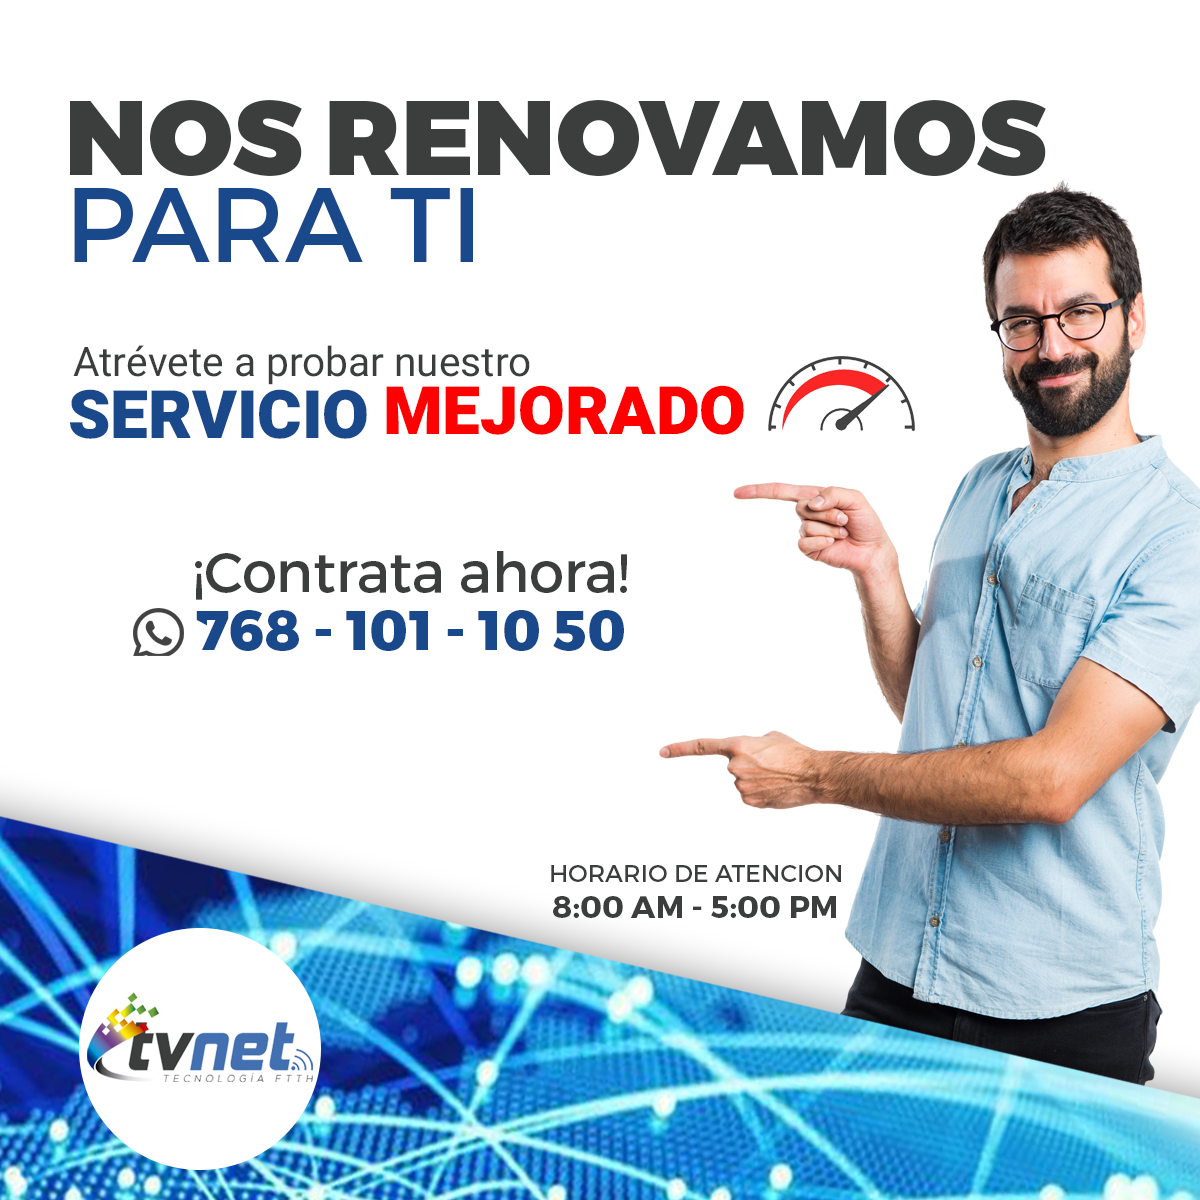 NOS RENOVAMOS
PARA TI
Atrévete a probar nuestro
SERVICIO MEJORADO
¡Contrata ahora!
768 - 101 - 10 50
HORARIO DE ATENCION
8:00 AM - 5:00 PM
tvnet
TECNOLOGÍA FTTH